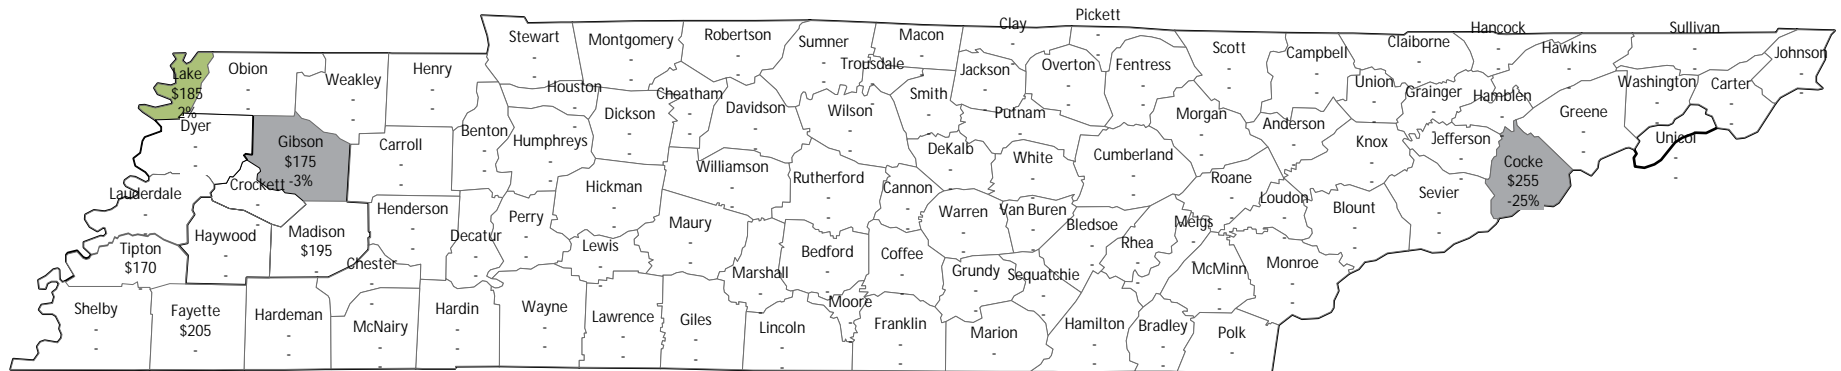 Pickett
Clay
Hancock
Sullivan
Stewart
-
Montgomery
-
Robertson
-
Sumner
-
Macon
-
Trousdale
-
Jackson
-
Overton
-
Fentress
-
Scott
-
Campbell
-
Claiborne
-
Hawkins
-
Johnson
-
Lake
$185
2%
Obion
-
Weakley
-
Henry
-
Houston
-
Cheatham
-
Smith
-
Union
-
Grainger
-
Hamblen
-
Washington
-
Carter
-
Dyer
-
Gibson
$175
-3%
Carroll
-
Benton
-
Humphreys
-
Dickson
-
Davidson
-
Wilson
-
Putnam
-
Morgan
-
Anderson
-
Knox
-
Jefferson
-
Greene
-
Unicoi
-
DeKalb
-
White
-
Cumberland
-
Cocke
$255
-25%
Lauderdale
-
Crockett
-
Williamson
-
Rutherford
-
Cannon
-
Roane
-
Loudon
-
Blount
-
Sevier
-
Hickman
-
Henderson
-
Decatur
-
Perry
-
Maury
-
Warren
-
Van Buren
-
Bledsoe
-
Meigs
-
Rhea
-
Haywood
-
Madison
$195
Tipton
$170
Chester
-
Lewis
-
Marshall
-
Bedford
-
Coffee
-
Grundy
-
Sequatchie
-
McMinn
-
Monroe
-
Shelby
-
Fayette
$205
Hardeman
-
McNairy
-
Hardin
-
Wayne
-
Lawrence
-
Giles
-
Lincoln
-
Moore
-
Franklin
-
Marion
-
Hamilton
-
Bradley
-
Polk
-